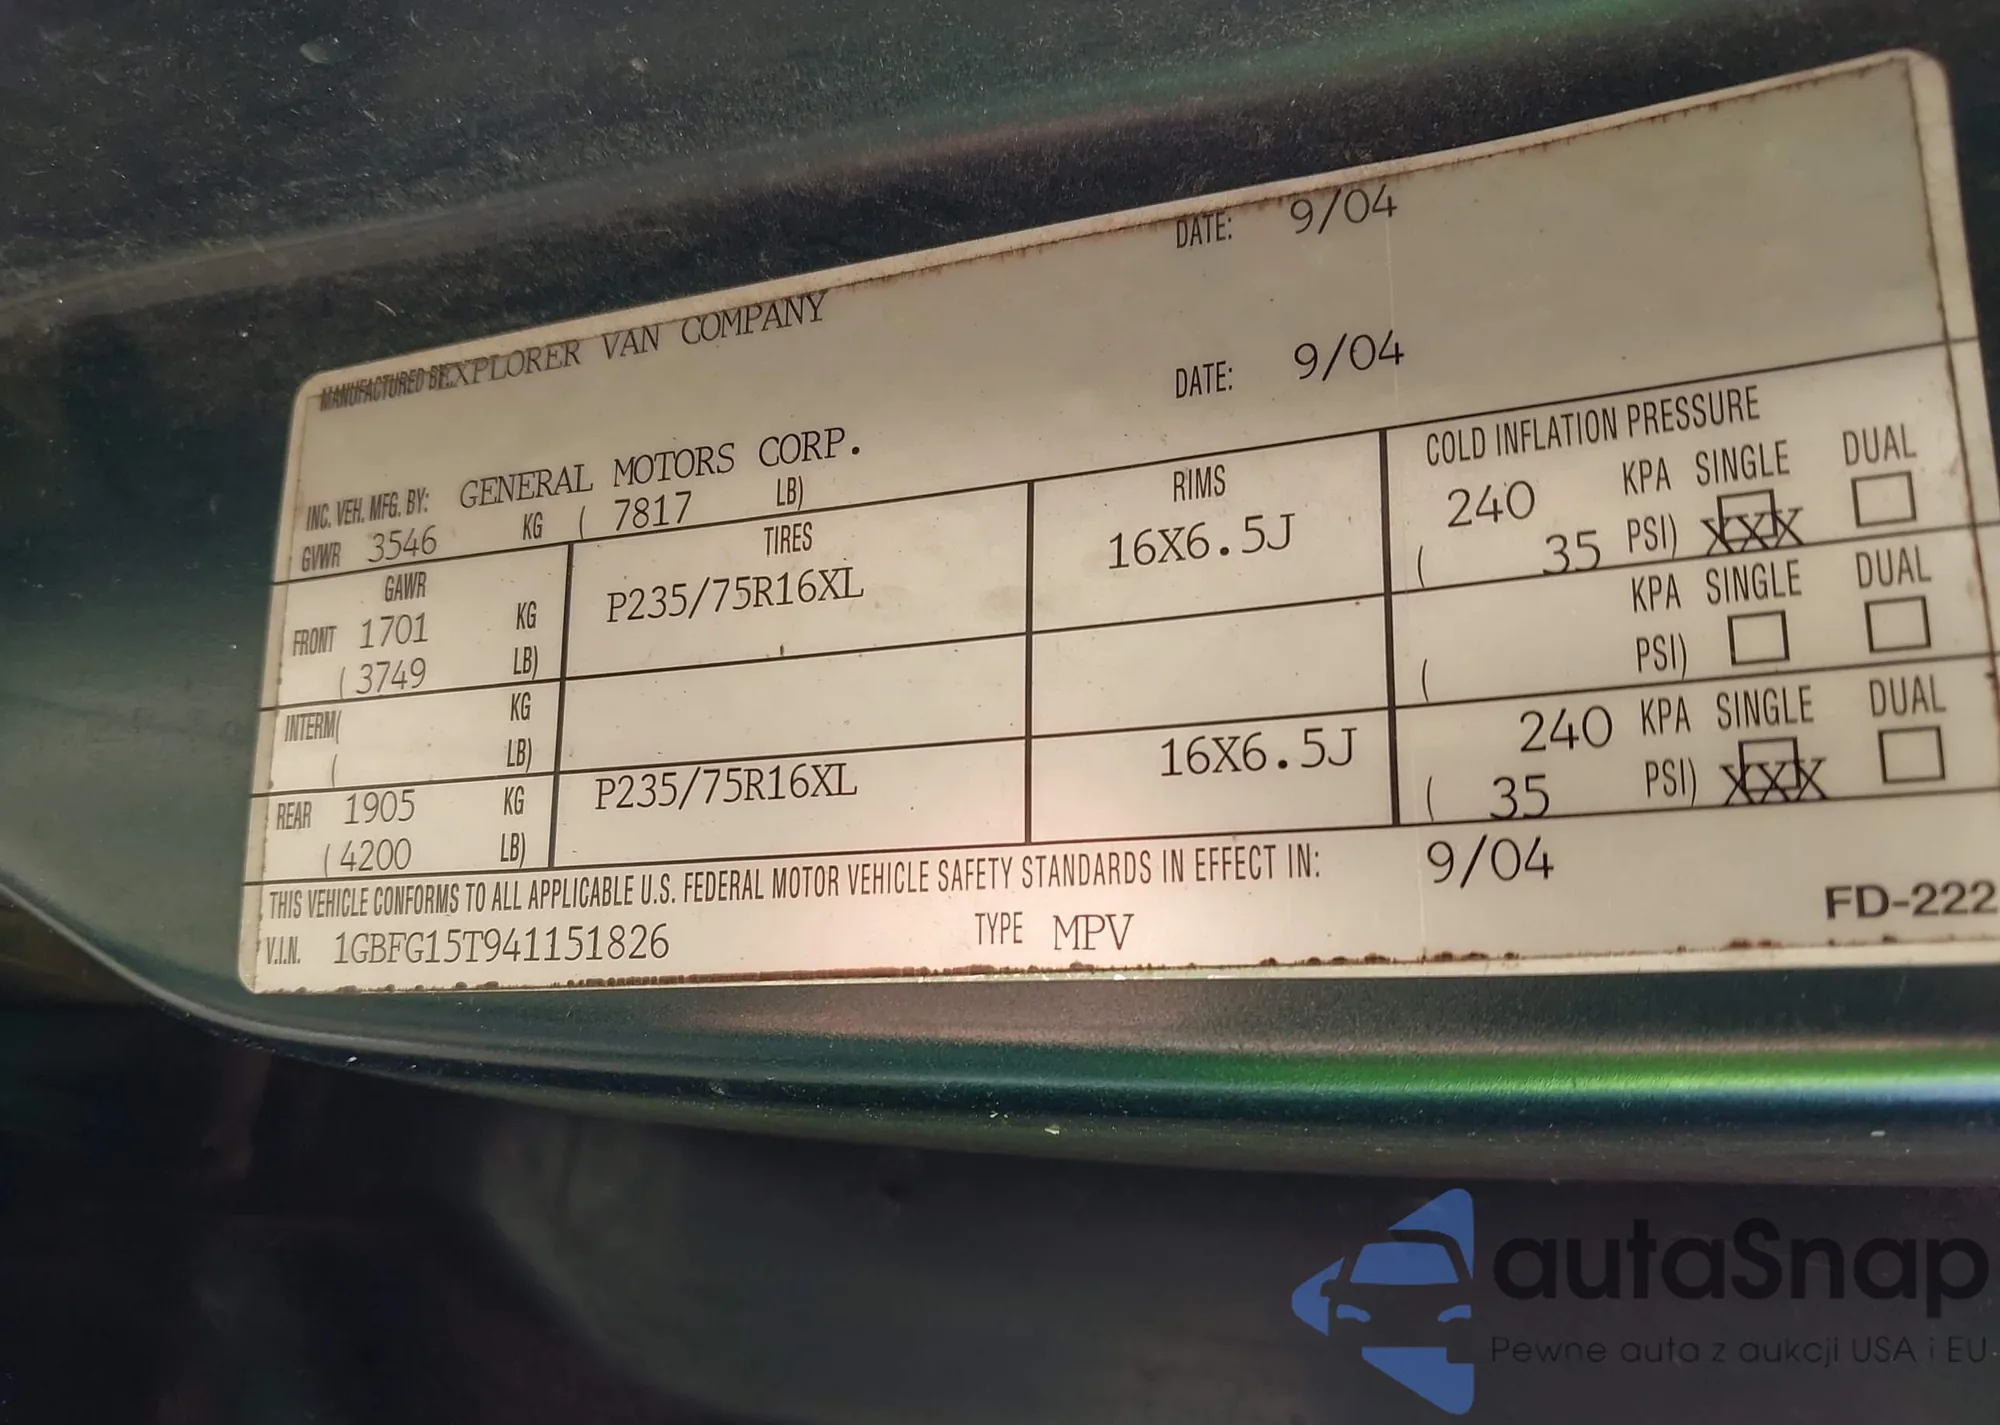 MANUFACTURED BY: EXPLORER VAN COMPANY DATE: 9/04
INC. VEH. MFG. BY: GENERAL MOTORS CORP. DATE: 9/04
GVWR 3546 KG ( 7817 LB)
GAWR TIRES RIMS COLD INFLATION PRESSURE
FRONT 1701 KG P235/75R16XL 16X6.5J 240 KPA SINGLE DUAL
(3749 LB) ( 35 PSI) XXX
INTERM( KG KPA SINGLE DUAL
( LB) ( PSI)
REAR 1905 KG P235/75R16XL 16X6.5J 240 KPA SINGLE DUAL
(4200 LB) ( 35 PSI) XXX
THIS VEHICLE CONFORMS TO ALL APPLICABLE U.S. FEDERAL MOTOR VEHICLE SAFETY STANDARDS IN EFFECT IN: 9/04
V.I.N. 1GBFG15T941151826 TYPE MPV FD-222
autaSnap
Pewne auta z aukcji USA i EU